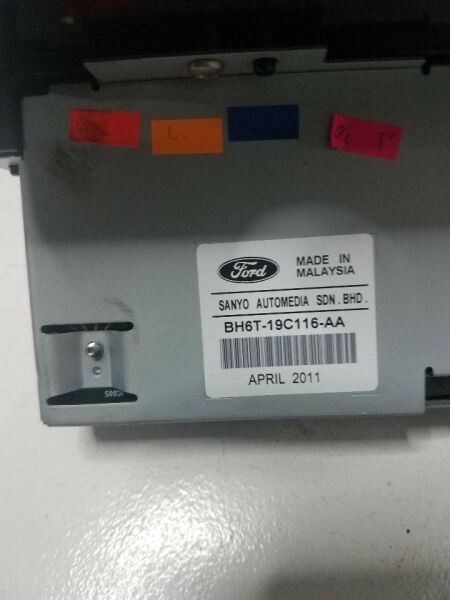 L.
Ford
MADE IN
MALAYSIA
SANYO AUTOMEDIA SDN. BHD.
BH6T-19C116-AA
APRIL 2011